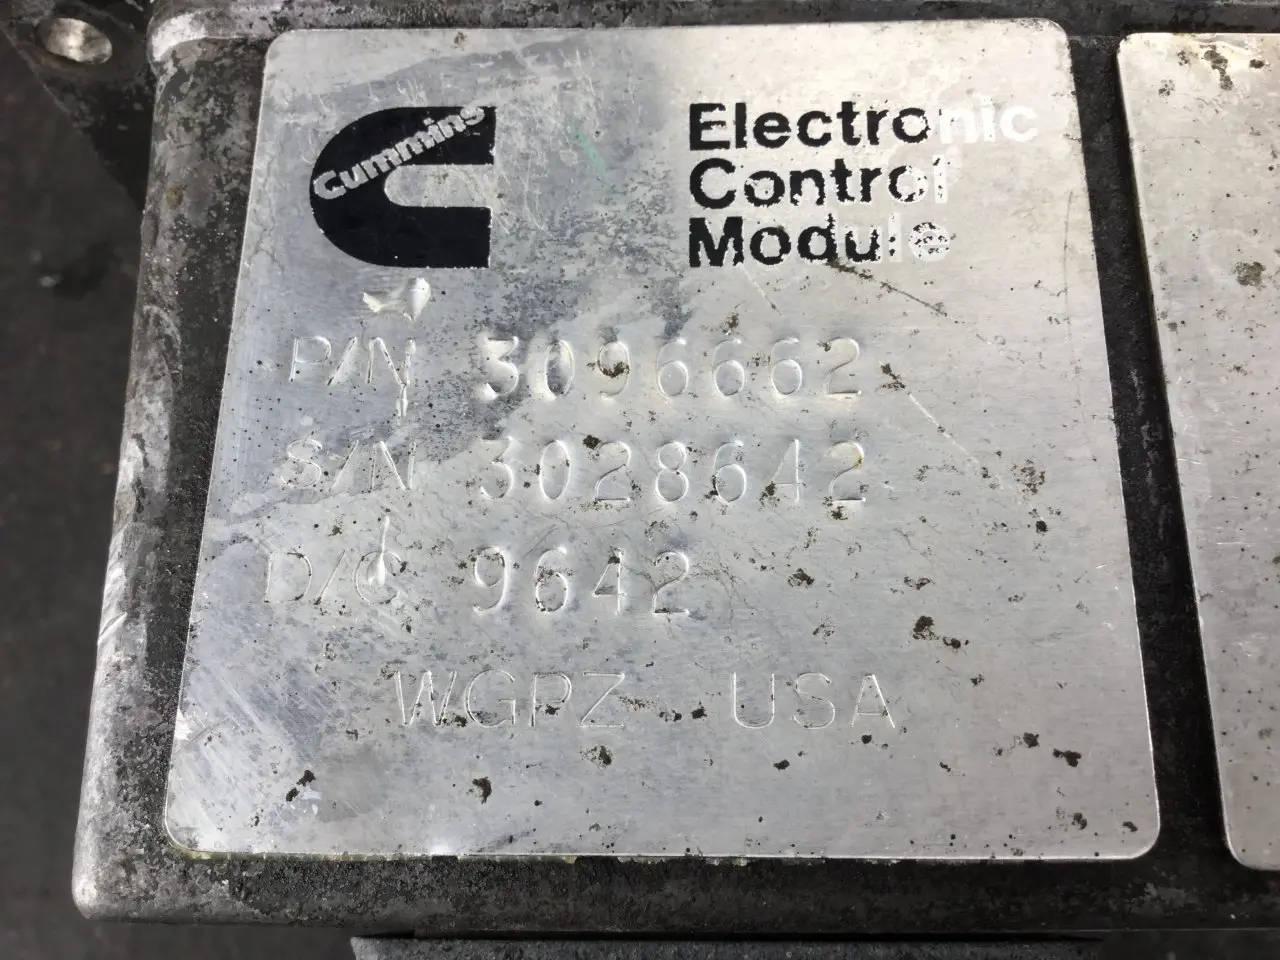 Cummins
Electronic
Control
Module
P/N 3096662
S/N 3028642
D/C 9642
WGPZ USA